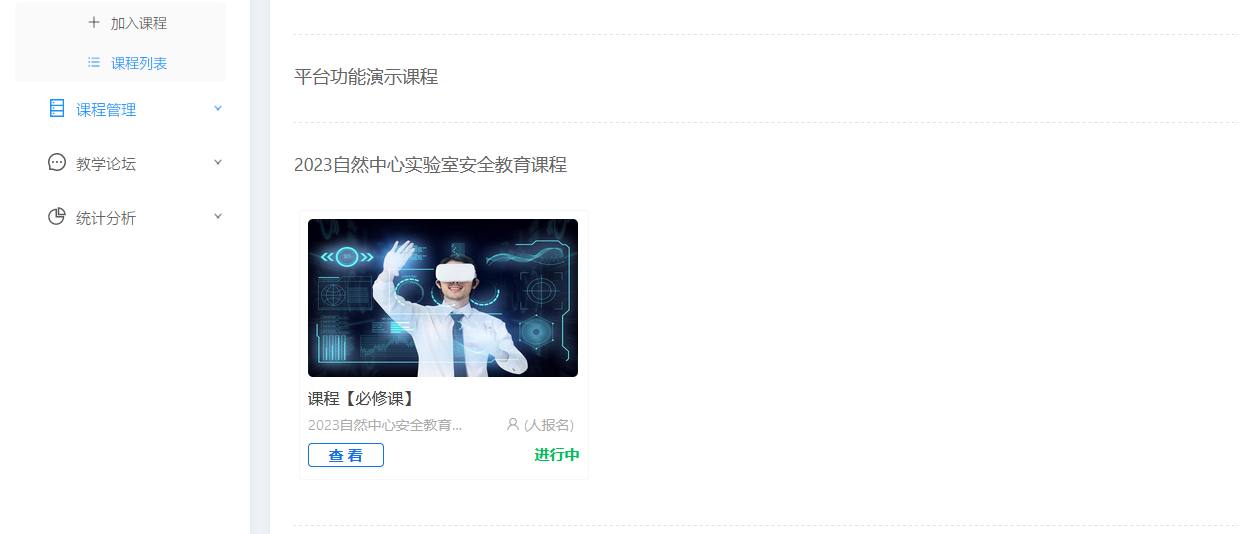 加入课程
课程列表
课程管理
教学论坛
统计分析
平台功能演示课程
2023自然中心实验室安全教育课程
课程【必修课】
2023自然中心安全教育...
(人报名)
查 看
进行中